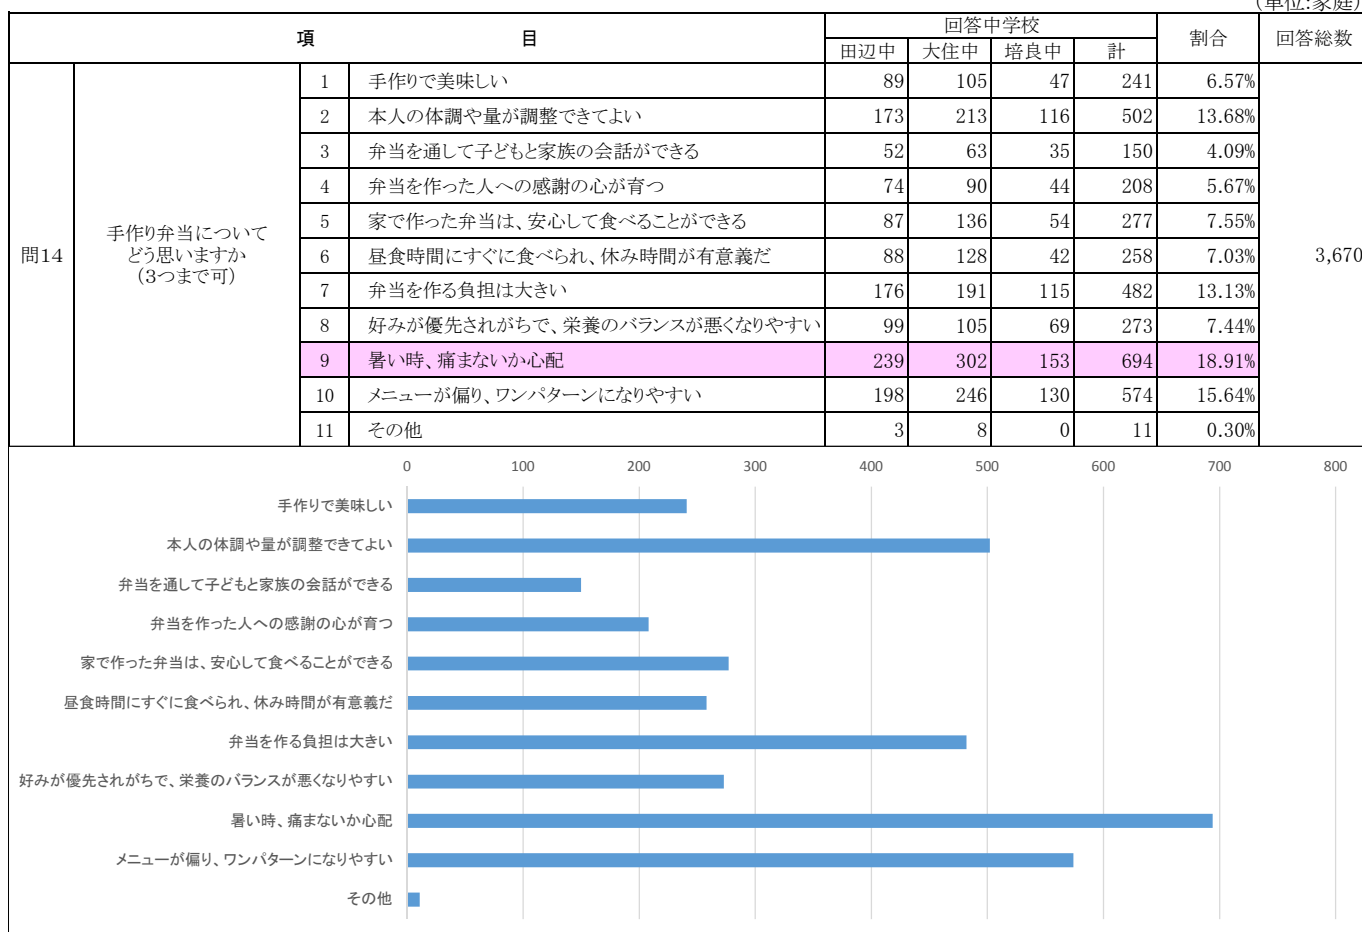 (単位:家庭)
項 目 回答中学校 割合 回答総数
田辺中 大住中 培良中 計
問14 手作り弁当について どう思いますか (3つまで可)
1 手作りで美味しい 89 105 47 241 6.57%
2 本人の体調や量が調整できてよい 173 213 116 502 13.68%
3 弁当を通して子どもと家族の会話ができる 52 63 35 150 4.09%
4 弁当を作った人への感謝の心が育つ 74 90 44 208 5.67%
5 家で作った弁当は、安心して食べることができる 87 136 54 277 7.55%
6 昼食時間にすぐに食べられ、休み時間が有意義だ 88 128 42 258 7.03% 3,670
7 弁当を作る負担は大きい 176 191 115 482 13.13%
8 好みが優先されがちで、栄養のバランスが悪くなりやすい 99 105 69 273 7.44%
9 暑い時、痛まないか心配 239 302 153 694 18.91%
10 メニューが偏り、ワンパターンになりやすい 198 246 130 574 15.64%
11 その他 3 8 0 11 0.30%
0 100 200 300 400 500 600 700 800
手作りで美味しい
本人の体調や量が調整できてよい
弁当を通して子どもと家族の会話ができる
弁当を作った人への感謝の心が育つ
家で作った弁当は、安心して食べることができる
昼食時間にすぐに食べられ、休み時間が有意義だ
弁当を作る負担は大きい
好みが優先されがちで、栄養のバランスが悪くなりやすい
暑い時、痛まないか心配
メニューが偏り、ワンパターンになりやすい
その他